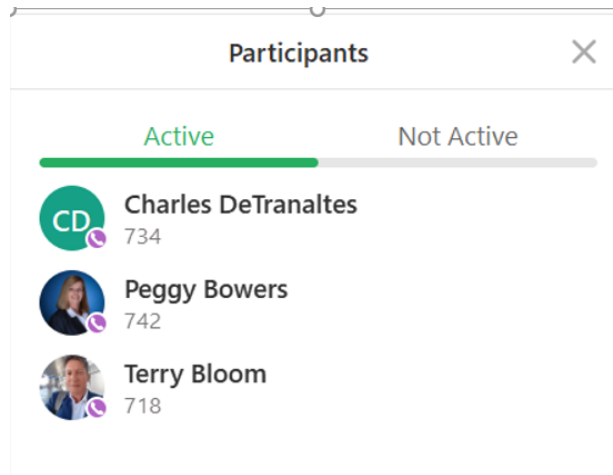 Participants
Active
Not Active
CD
Charles DeTranaltes
734
Peggy Bowers
742
Terry Bloom
718